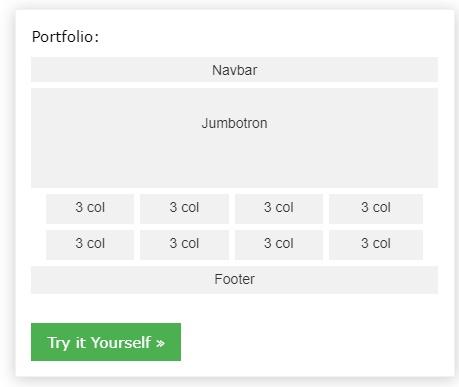 Portfolio:
Navbar
Jumbotron
3 col 3 col 3 col 3 col
3 col 3 col 3 col 3 col
Footer
Try it Yourself »